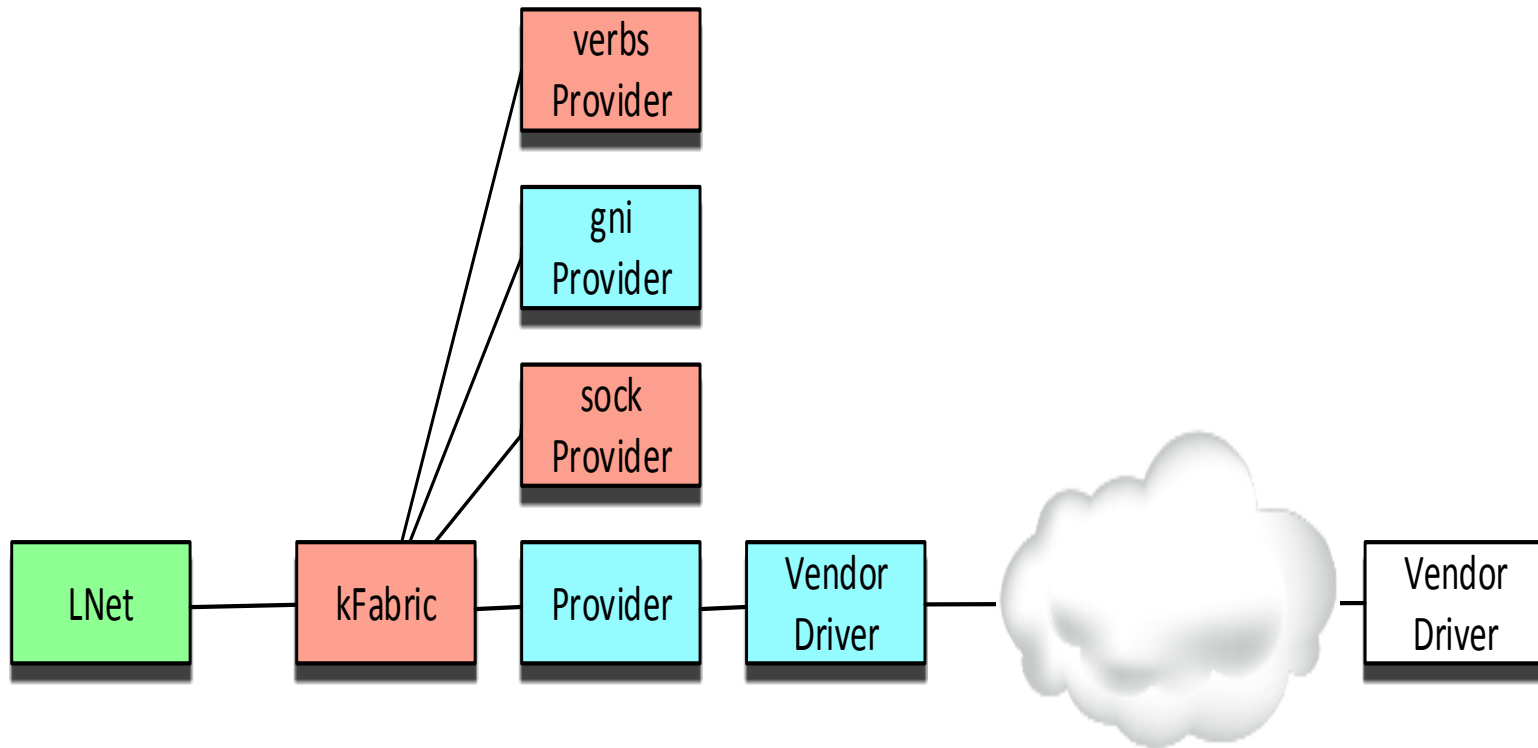 verbs
Provider
gni
Provider
sock
Provider
LNet
kFabric
Provider
Vendor
Driver
Vendor
Driver